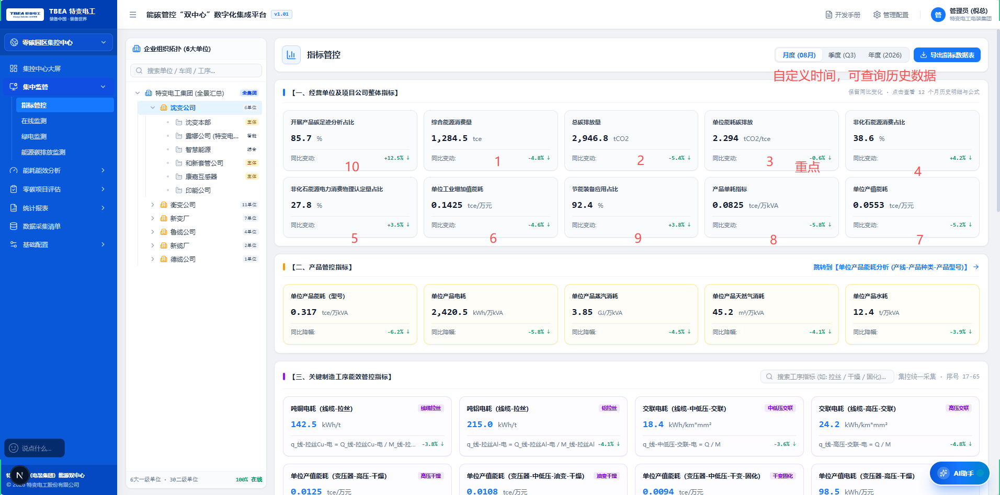 TBEA 特变电工
Always Reliable 全球信赖
TBEA 特变电工
装备中国·装备世界
能碳管控“双中心”数字化集成平台 v1.01
开发手册 管理配置 管 管理员 (倪总)
特变电工电装集团
零碳园区集控中心
集控中心大屏
集中监管
指标管控
在线监测
绿电监测
能源碳排放监测
能耗能效分析
零碳项目评估
统计报表
数据采集清单
基础配置
说点什么...
N (电装集团) 能源双中心
特变电工股份有限公司
企业组织拓扑 (6大单位)
搜索单位 / 车间 / 工序...
特变电工集团 (全景汇总) 全集团
沈变公司 6单位
沈变本部 主体
露娜公司 (特变电... 智能
智慧能源 综合
和新套管公司 主体
康嘉互感器 主体
印能公司
衡变公司 11单位
新变厂 7单位
鲁缆公司 4单位
新缆厂 2单位
德缆公司 1单位
6大一级单位 · 30二级单位 100% 在线
指标管控
月度 (08月) 季度 (Q3) 年度 (2026) 导出指标数据表
自定义时间，可查询历史数据
【一、经营单位及项目公司整体指标】
保留同比变化 · 点击查看 12 个月历史明细与公式
开展产品碳足迹分析占比
85.7 %
同比变动: +12.5% ↓
10
综合能源消费量
1,284.5 tce
同比变动: -4.8% ↓
1
总碳排放量
2,946.8 tCO2
同比变动: -5.4% ↓
2
单位能耗碳排放
2.294 tCO2/tce
同比变动: -0.6% ↓
3 重点
非化石能源消费占比
38.6 %
同比变动: +4.2% ↓
4
非化石能源电力消费物理认定量占比
27.8 %
同比变动: +3.5% ↓
5
单位工业增加值能耗
0.1425 tce/万元
同比变动: -4.6% ↓
6
节能装备应用占比
92.4 %
同比变动: +3.8% ↓
9
产品单耗指标
0.0825 tce/万kVA
同比变动: -5.8% ↓
8
单位产值能耗
0.0553 tce/万元
同比变动: -5.2% ↓
7
【二、产品管控指标】
跳转到【单位产品能耗分析 (产线-产品种类-产品型号)】 →
单位产品能耗（型号）
0.317 tce/万kVA
同比降幅: -6.2% ↓
单位产品电耗
2,420.5 kWh/万kVA
同比降幅: -5.8% ↓
单位产品蒸汽消耗
3.85 GJ/万kVA
同比降幅: -4.5% ↓
单位产品天然气消耗
45.2 m³/万kVA
同比降幅: -4.1% ↓
单位产品水耗
12.4 t/万kVA
同比降幅: -3.9% ↓
【三、关键制造工序能效管控指标】
搜索工序指标 (如: 拉丝 / 干燥 / 固化)... 集控统一采集 · 序号 17-65
吨铜电耗（线缆-拉丝） 线缆拉丝
142.5 kWh/t
q_线-拉丝Cu-电 = Q_线-拉丝Cu-电 / M_线-拉... -3.8% ↓
吨铝电耗（线缆-拉丝） 铝拉丝
215.0 kWh/t
q_线-拉丝Al-电 = Q_线-拉丝Al-电 / M_线-拉丝Al -4.1% ↓
交联电耗（线缆-中低压-交联） 中低压交联
18.4 kWh/km*mm²
q_线-中低压-交联-电 = Q / M -3.6% ↓
交联电耗（线缆-高压-交联） 高压交联
24.2 kWh/km*mm²
q_线-高压-交联-电 = Q / M -4.8% ↓
单位产值能耗（变压器-高压-干燥） 高压干燥
0.0125 tce/万元
单位产值能耗（变压器-中低压-油变-干燥） 油变干燥
0.0108 tce/万元
单位产值能耗（变压器-中低压-干变-固化） 干变固化
0.0094 tce/万元
单位产值电耗（变压器-高压-干燥）
98.5 kWh/万元
AI助手